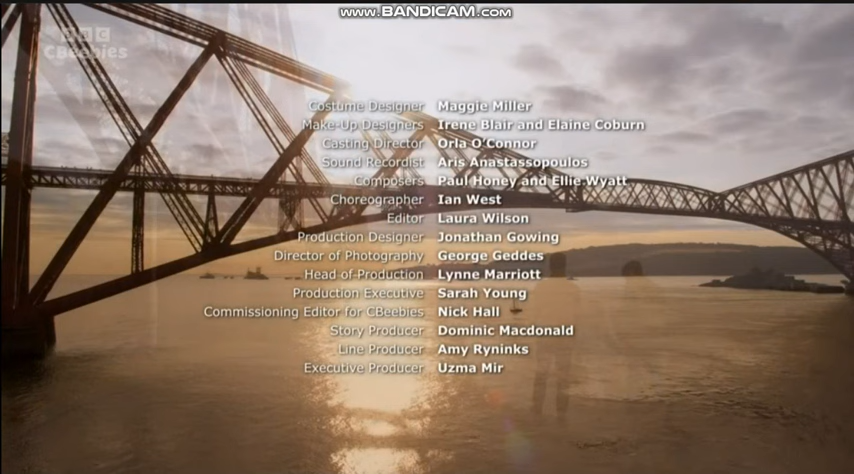 www.BANDICAM.com
BBC
CBeebies
Costume Designer Maggie Miller
Make-Up Designers Irene Blair and Elaine Coburn
Casting Director Orla O'Connor
Sound Recordist Aris Anastassopoulos
Composers Paul Honey and Ellie Wyatt
Choreographer Ian West
Editor Laura Wilson
Production Designer Jonathan Gowing
Director of Photography George Geddes
Head of Production Lynne Marriott
Production Executive Sarah Young
Commissioning Editor for CBeebies Nick Hall
Story Producer Dominic Macdonald
Line Producer Amy Ryninks
Executive Producer Uzma Mir